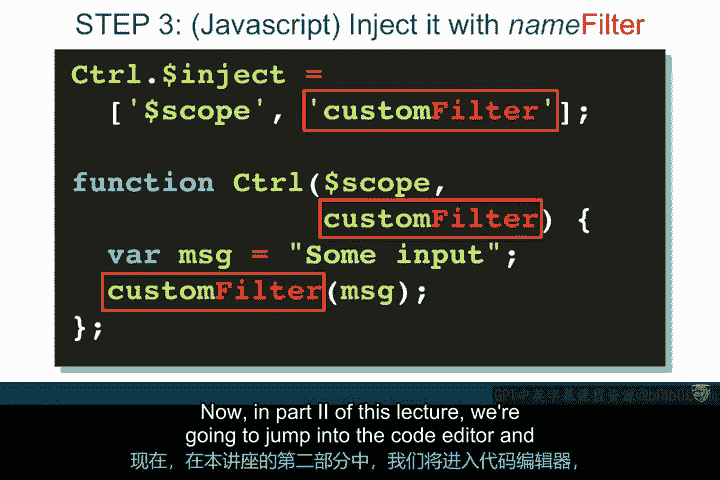 STEP 3: (Javascript) Inject it with nameFilter
Ctrl.$inject =
['$scope', 'customFilter'];
function Ctrl($scope,
customFilter) {
var msg = "Some input";
customFilter(msg);
};
Now, in part II of this lecture, we're
going to jump into the code editor and
现在，在本讲座的第二部分中，我们将进入代码编辑器，